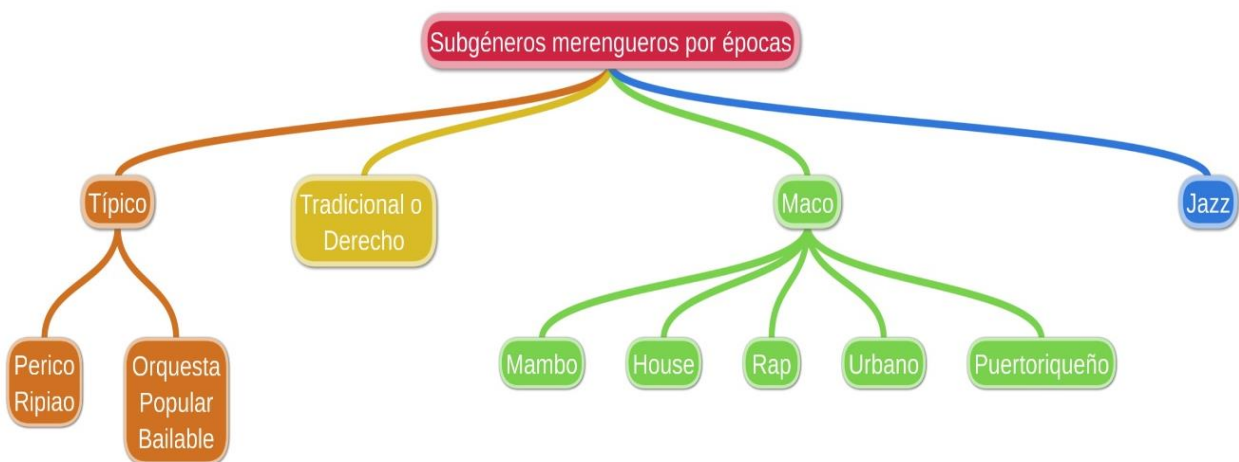 Subgéneros merengueros por épocas
Típico
Tradicional o
Derecho
Maco
Jazz
Perico
Ripiao
Orquesta
Popular
Bailable
Mambo
House
Rap
Urbano
Puertoriqueño